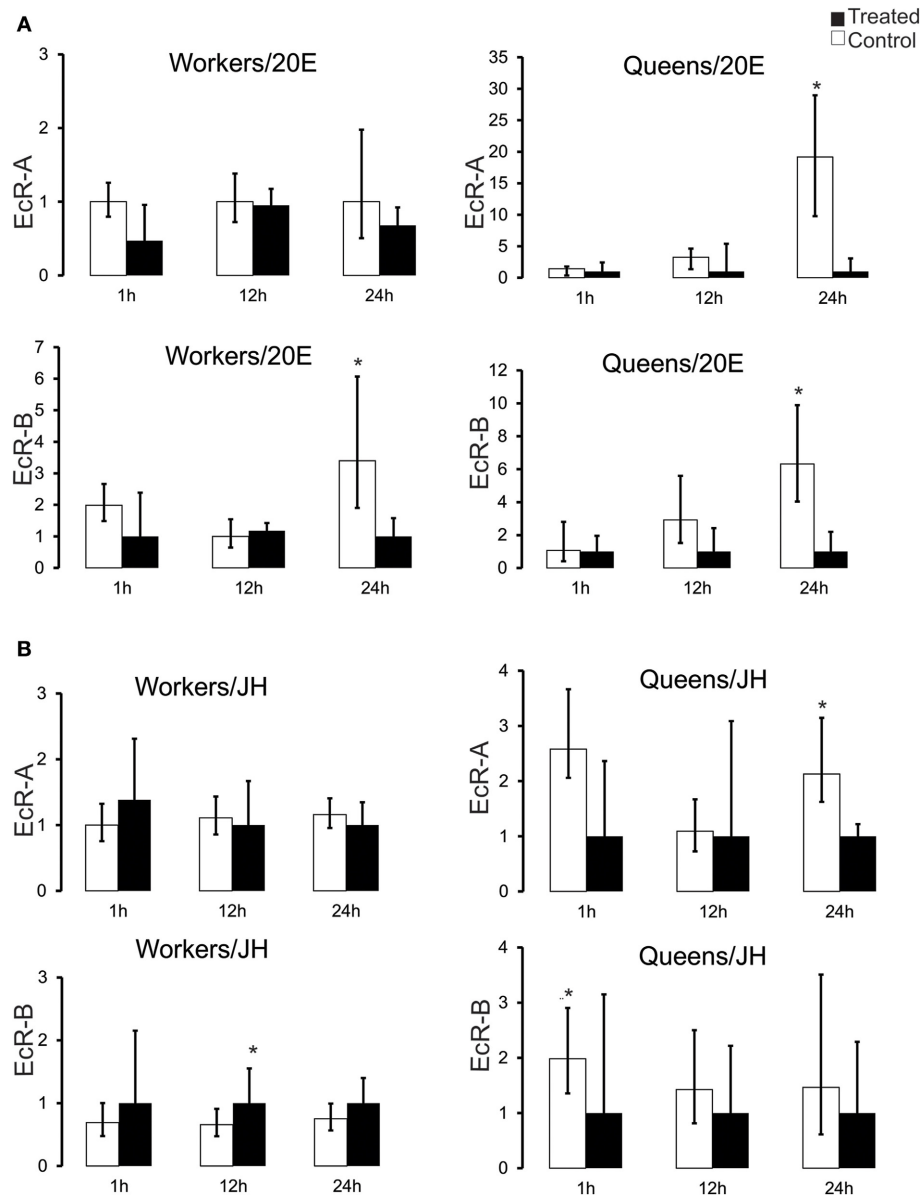 A
Treated
Control
Workers/20E
EcR-A
3
2
1
0
1h
12h
24h
Queens/20E
EcR-A
35
30
25
20
15
10
5
0
*
1h
12h
24h
Workers/20E
EcR-B
7
6
5
4
3
2
1
0
*
1h
12h
24h
Queens/20E
EcR-B
12
10
8
6
4
2
0
*
1h
12h
24h
B
Workers/JH
EcR-A
3
2
1
0
1h
12h
24h
Queens/JH
EcR-A
4
3
2
1
0
*
1h
12h
24h
Workers/JH
EcR-B
3
2
1
0
*
1h
12h
24h
Queens/JH
EcR-B
4
3
2
1
0
*
1h
12h
24h